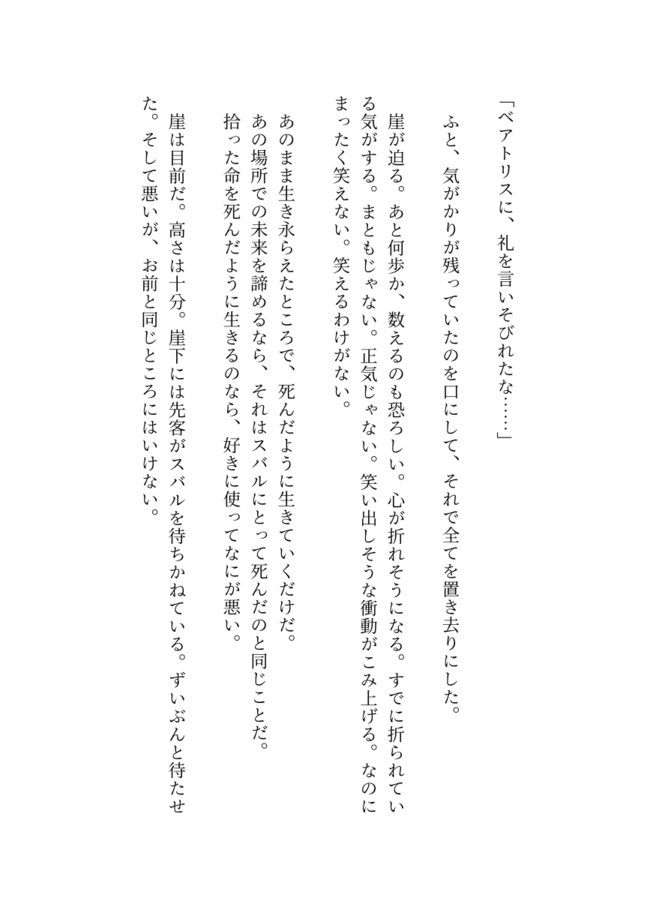 「ベアトリスに、礼を言いそびれたな……」
ふと、気がかりが残っていたのを口にして、それで全てを置き去りにした。
崖が迫る。あと何歩か、数えるのも恐ろしい。心が折れそうになる。すでに折られてい
る気がする。まともじゃない。正気じゃない。笑い出しそうな衝動がこみ上げる。なのに
まったく笑えない。笑えるわけがない。
あのまま生き永らえたところで、死んだように生きていくだけだ。
あの場所での未来を諦めるなら、それはスバルにとって死んだのと同じことだ。
拾った命を死んだように生きるのなら、好きに使ってなにが悪い。
崖は目前だ。高さは十分。崖下には先客がスバルを待ちかねている。ずいぶんと待たせ
た。そして悪いが、お前と同じところにはいけない。